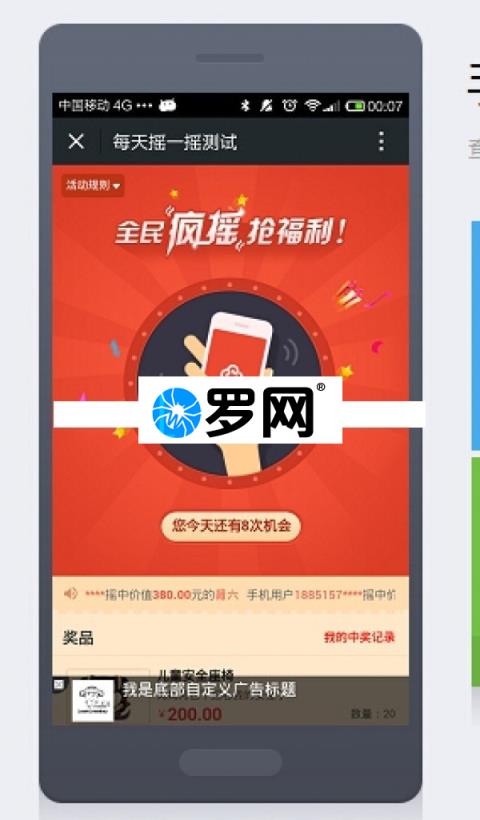 中国移动 4G
00:07
每天摇一摇测试
活动规则
全民疯摇抢福利!
罗网®
您今天还有8次机会
****摇中价值380.00元的 手机用户1885157****摇中价
奖品
我的中奖记录
儿童安全座椅
我是底部自定义广告标题
¥200.00
数量:20